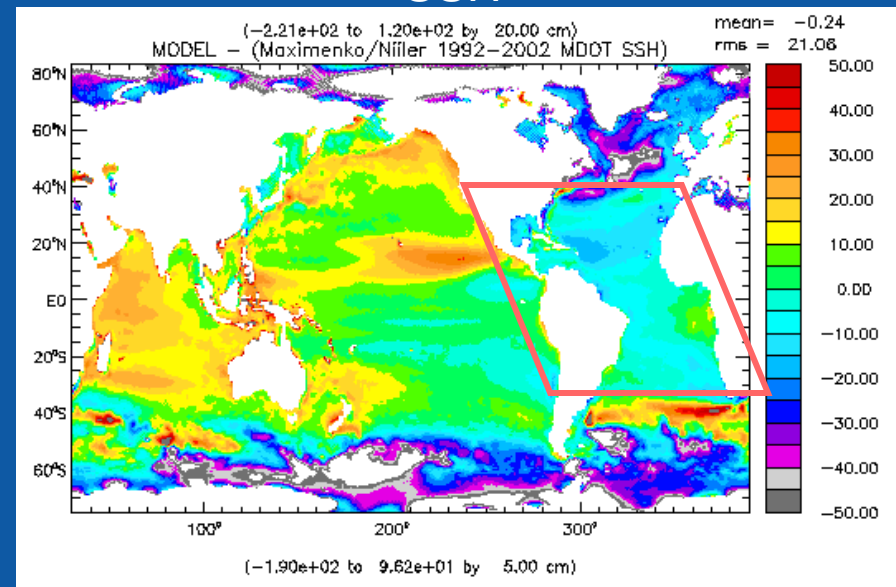 (−2.21e+02 to 1.20e+02 by 20.00 cm)
mean= −0.24
MODEL − (Maximenko/Niiler 1992−2002 MDOT SSH)
rms = 21.06
80°N
60°N
40°N
20°N
EQ
20°S
40°S
60°S
100°
200°
300°
50.00
40.00
30.00
20.00
10.00
0.00
−10.00
−20.00
−30.00
−40.00
−50.00
(−1.90e+02 to 9.62e+01 by 5.00 cm)